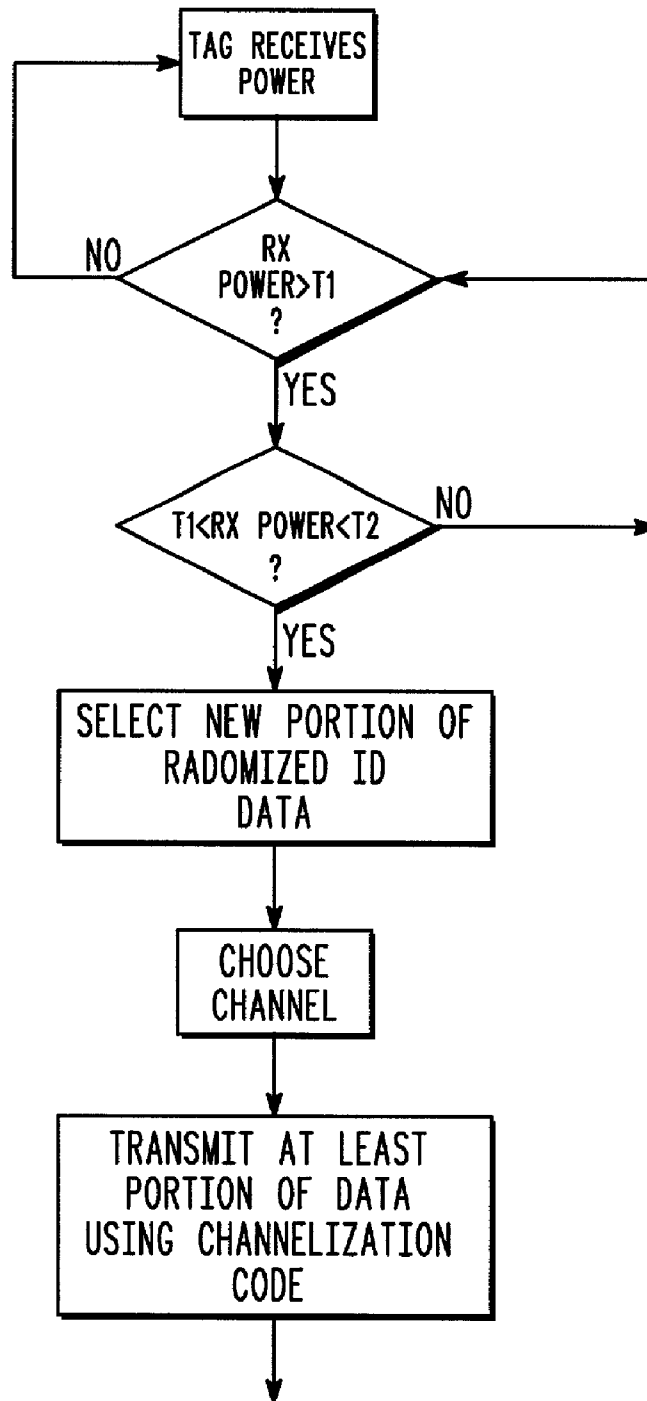 TAG RECEIVES
POWER
RX
POWER>T1
?
NO
YES
T1<RX POWER<T2
?
NO
YES
SELECT NEW PORTION OF
RADOMIZED ID
DATA
CHOOSE
CHANNEL
TRANSMIT AT LEAST
PORTION OF DATA
USING CHANNELIZATION
CODE